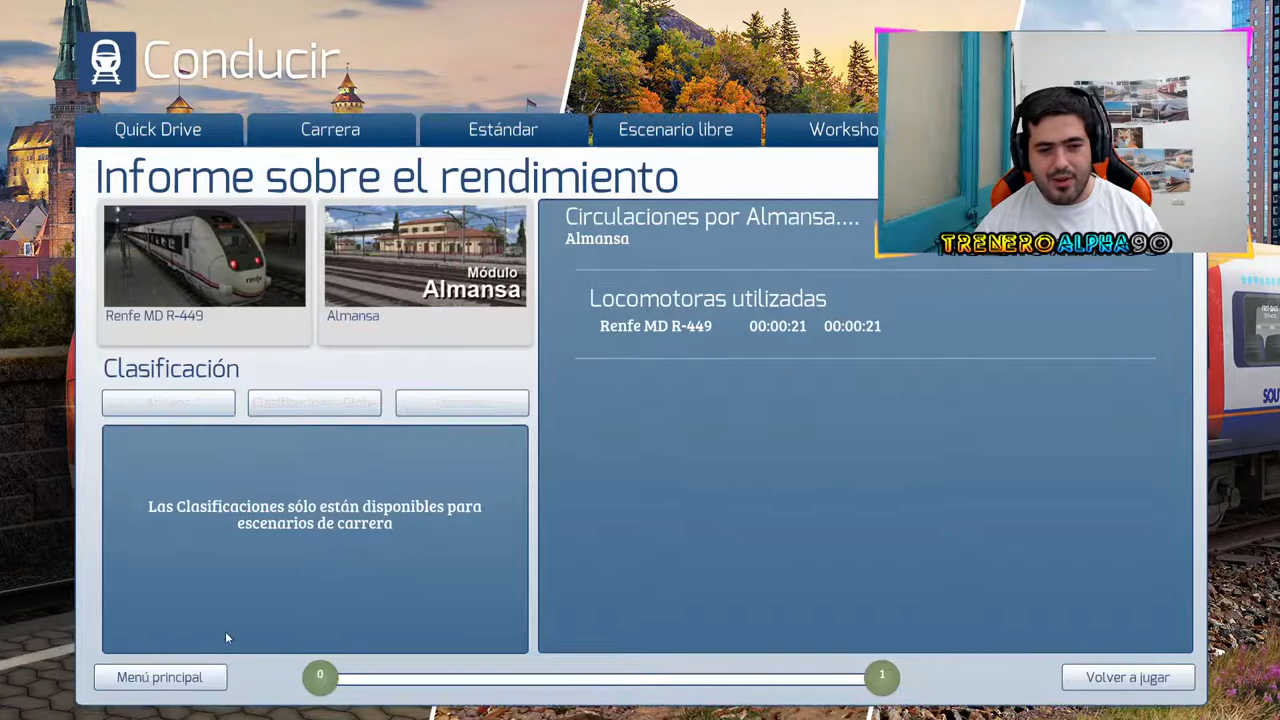 Conducir
Quick Drive
Carrera
Estándar
Escenario libre
Worksho
Informe sobre el rendimiento
Módulo
Almansa
Renfe MD R-449
Almansa
Circulaciones por Almansa....
Almansa
Locomotoras utilizadas
Renfe MD R-449 00:00:21 00:00:21
TRENEROALPHA90
Clasificación
Las Clasificaciones sólo están disponibles para
escenarios de carrera
Menú principal
0
1
Volver a jugar
SOU